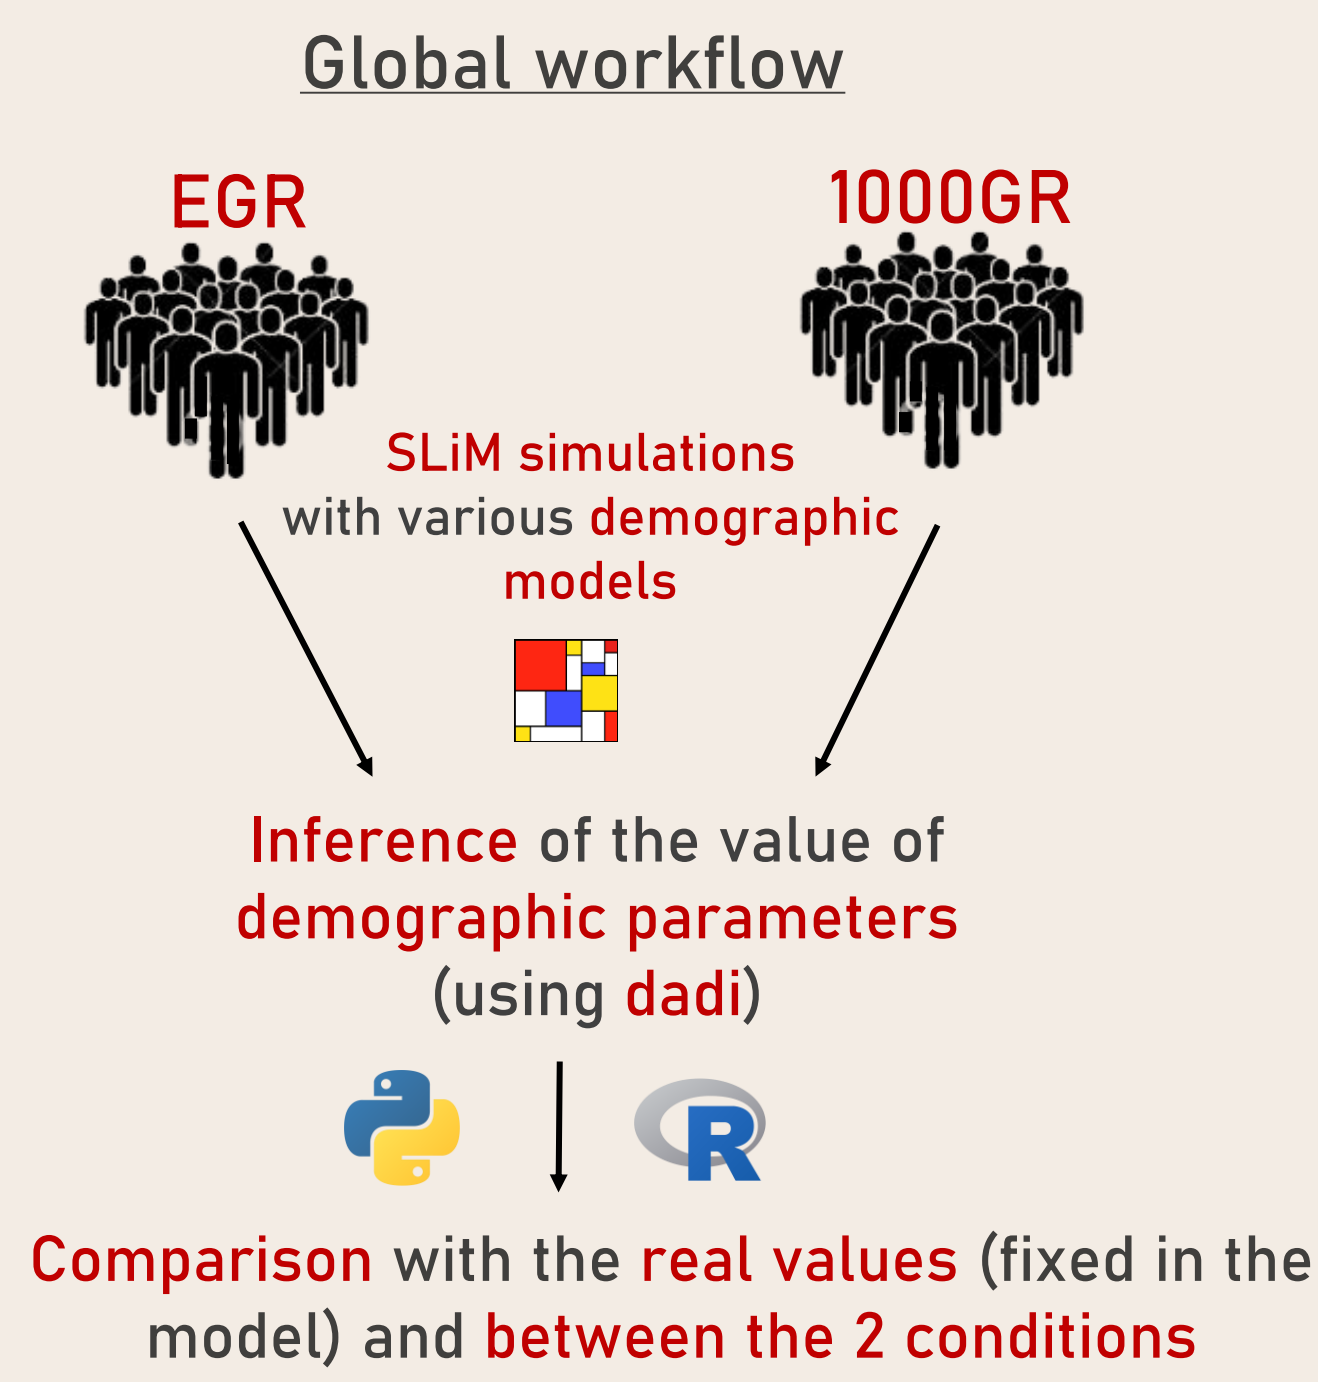 Global workflow
EGR
1000GR
SLiM simulations
with various demographic
models
Inference of the value of
demographic parameters
(using dadi)
R
Comparison with the real values (fixed in the
model) and between the 2 conditions